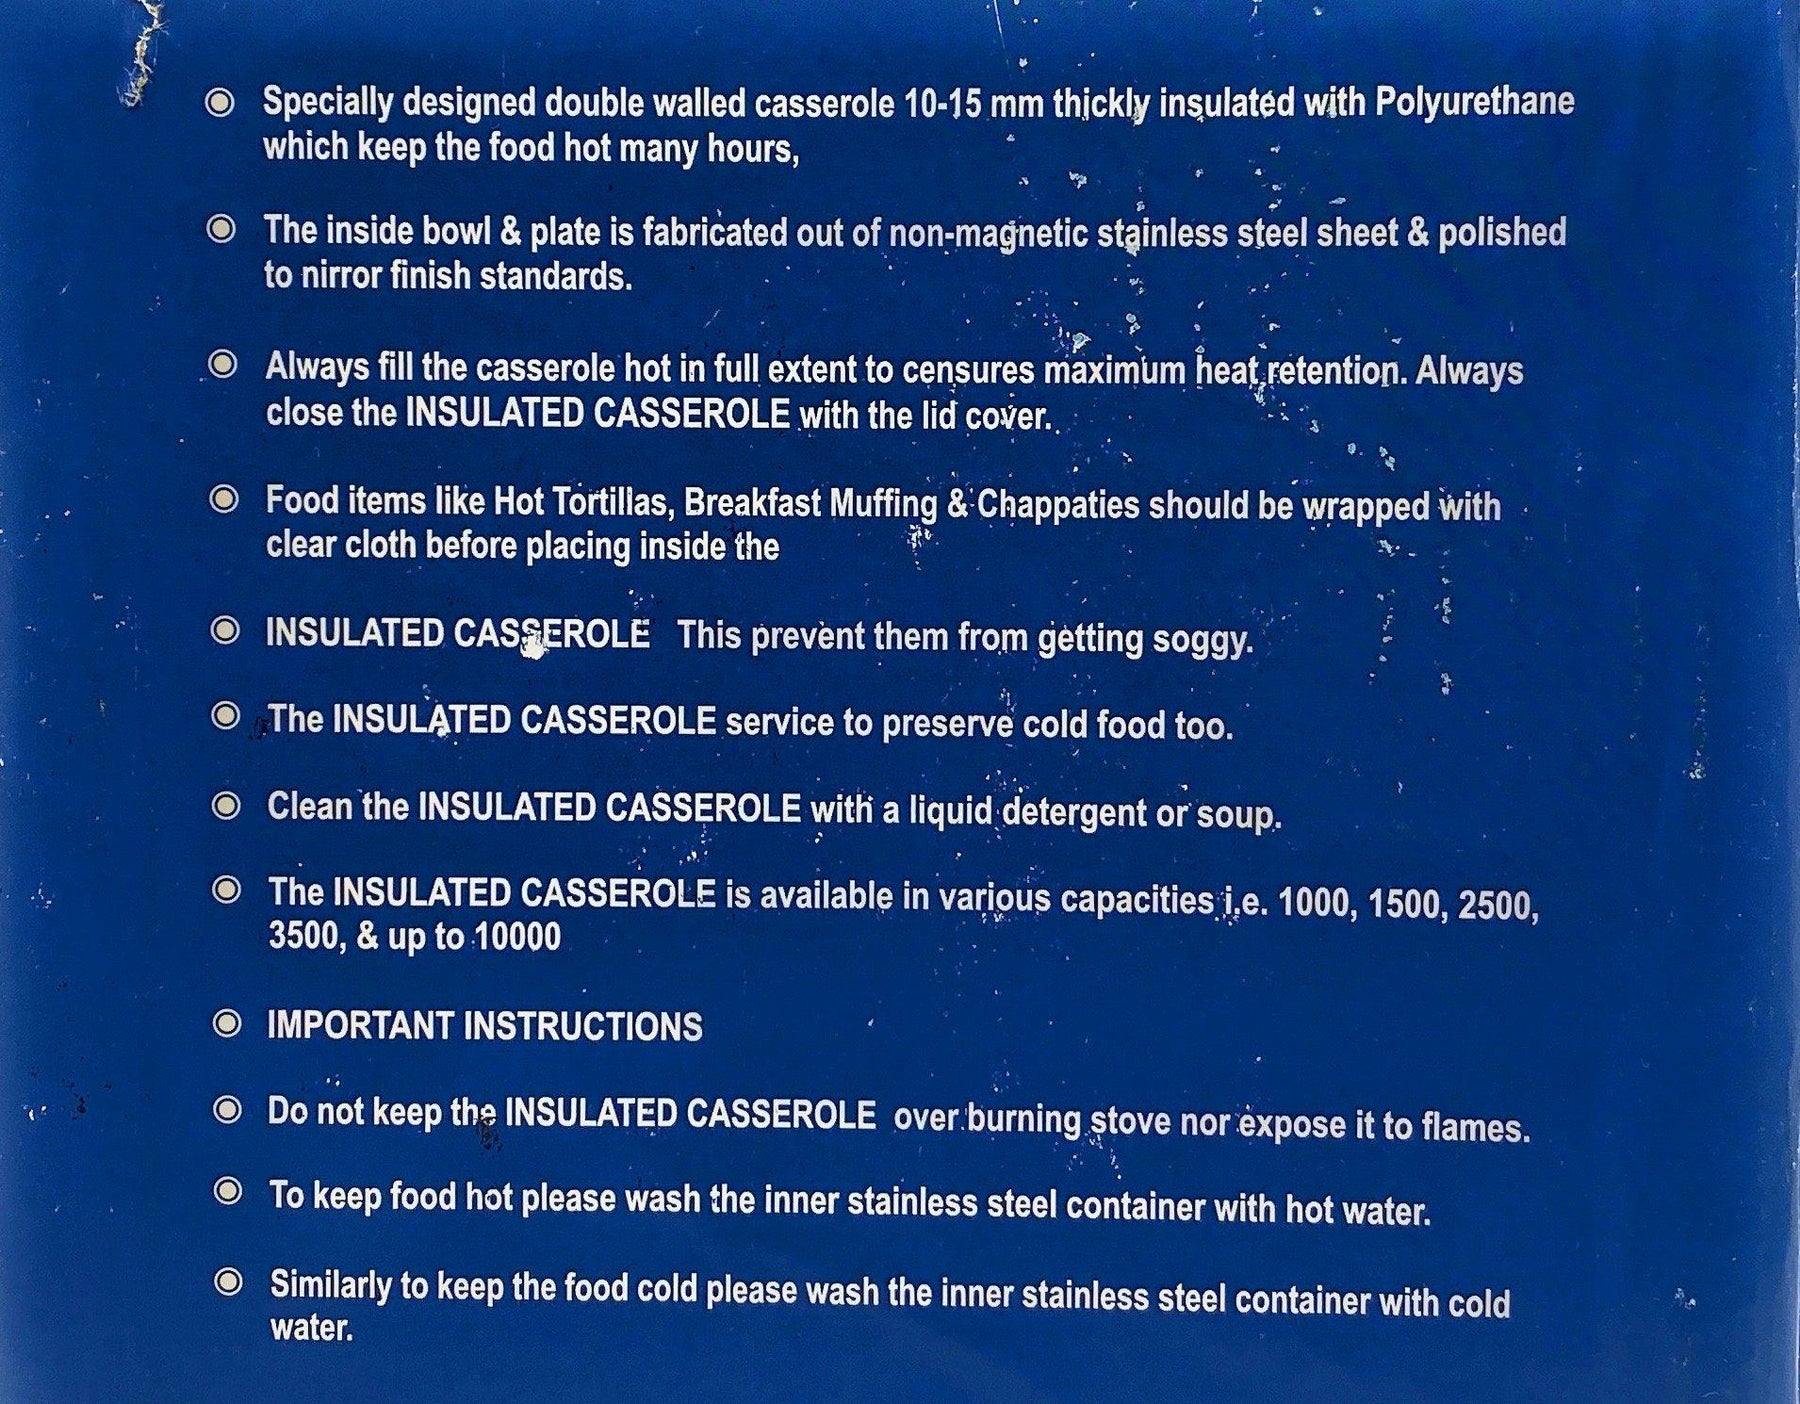 Specially designed double walled casserole 10-15 mm thickly insulated with Polyurethane
which keep the food hot many hours,
The inside bowl & plate is fabricated out of non-magnetic stainless steel sheet & polished
to nirror finish standards.
Always fill the casserole hot in full extent to censures maximum heat retention. Always
close the INSULATED CASSEROLE with the lid cover.
Food items like Hot Tortillas, Breakfast Muffing & Chappaties should be wrapped with
clear cloth before placing inside the
INSULATED CASSEROLE This prevent them from getting soggy.
The INSULATED CASSEROLE service to preserve cold food too.
Clean the INSULATED CASSEROLE with a liquid detergent or soup.
The INSULATED CASSEROLE is available in various capacities i.e. 1000, 1500, 2500,
3500, & up to 10000
IMPORTANT INSTRUCTIONS
Do not keep the INSULATED CASSEROLE over burning stove nor expose it to flames.
To keep food hot please wash the inner stainless steel container with hot water.
Similarly to keep the food cold please wash the inner stainless steel container with cold
water.